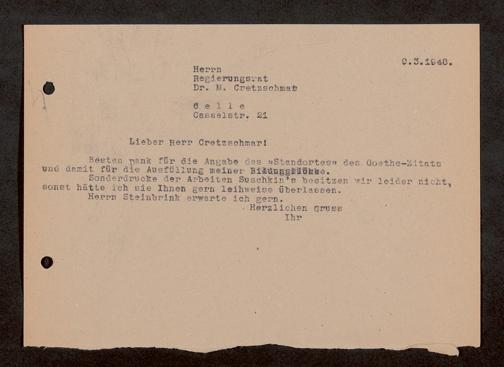 9.3.1948.
Herrn
Regierungsrat
Dr. M. Cretzschmar
Celle
Casselstr. 21
Lieber Herr Cretzschmar!
Besten Dank für die Angabe des "Standortes" des Goethe-Zitats
und damit für die Ausfüllung meiner Bildungslücke.
Sonderdrucke der Arbeiten Suschkin's besitzen wir leider nicht,
sonst hätte ich sie Ihnen gern leihweise überlassen.
Herrn Steinbrink erwarte ich gern.
Herzlichen Gruss
Ihr